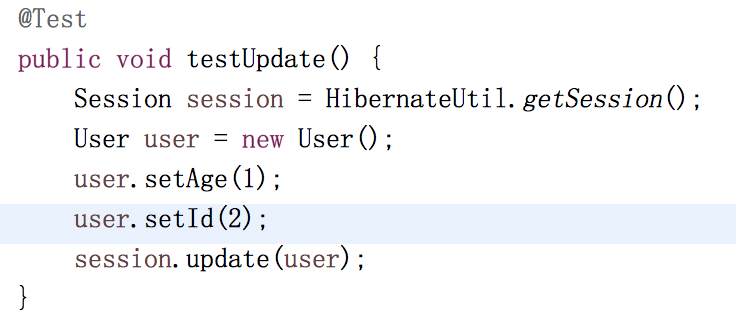 @Test
public void testUpdate() {
    Session session = HibernateUtil.getSession();
    User user = new User();
    user.setAge(1);
    user.setId(2);
    session.update(user);
}